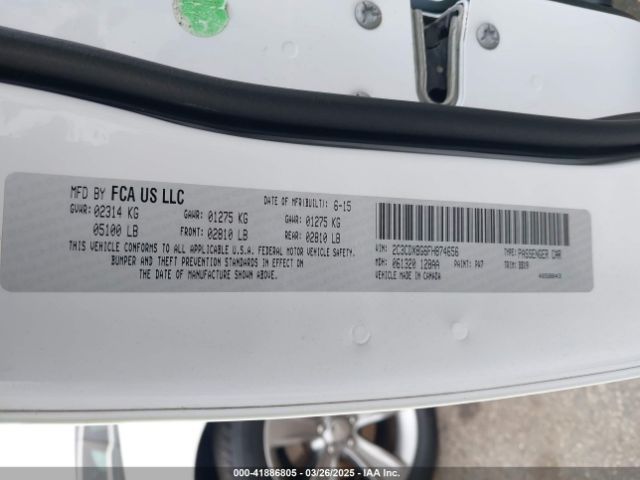 MFD BY FCA US LLC
DATE OF MFR(BUILT): 6-15
GVWR: 02314 KG
GAWR: 01275 KG
GAWR: 01275 KG
05100 LB
FRONT: 02810 LB
REAR: 02810 LB
THIS VEHICLE CONFORMS TO ALL APPLICABLE U.S.A. FEDERAL MOTOR VEHICLE SAFETY,
BUMPER AND THEFT PREVENTION STANDARDS IN EFFECT ON
THE DATE OF MANUFACTURE SHOWN ABOVE.
VIN: 2C3CDXBG6FH874656
TYPE: PASSENGER CAR
MDH: 061320 128AA
PAINT: PW7
TRIM:
VEHICLE MADE IN CANADA
000-41886805 — 03/26/2025 — IAA Inc.